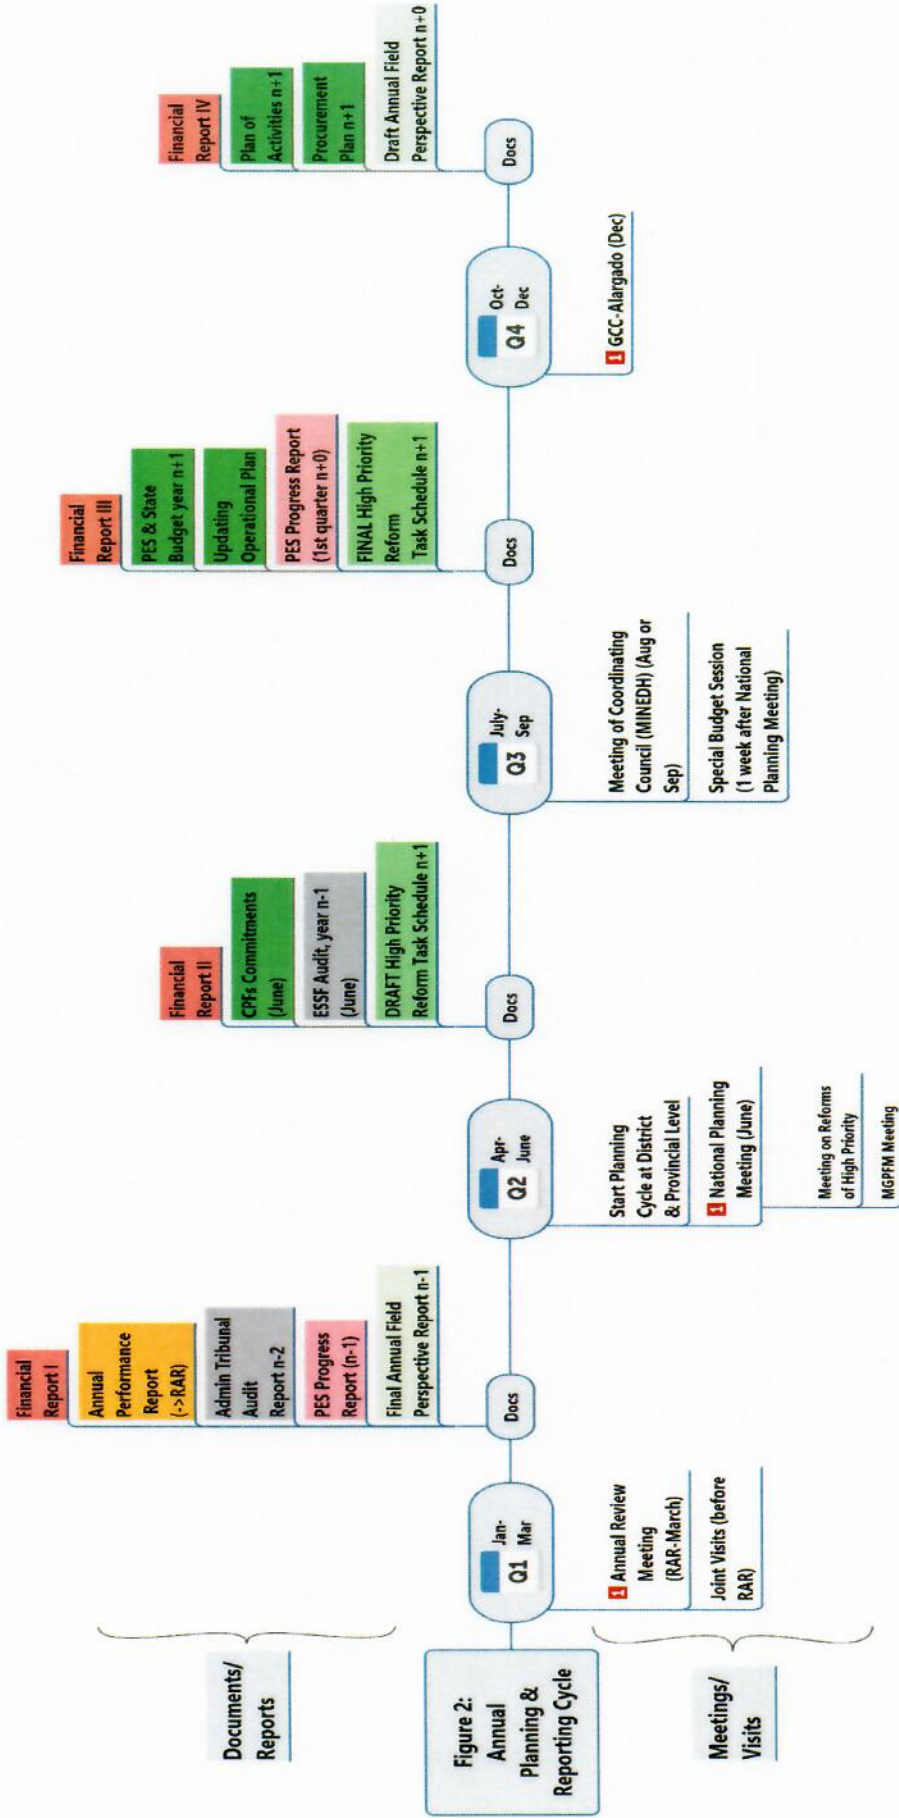 Documents/
Reports
Figure 2:
Annual
Planning &
Reporting Cycle
Meetings/
Visits
Financial
Report I
Annual
Performance
Report
(->RAR)
Admin Tribunal
Audit
Report n-2
PES Progress
Report (n-1)
Final Annual Field
Perspective Report n-1
Docs
Q1
Jan-
Mar
1 Annual Review
Meeting
(RAR-March)
Joint Visits (before
RAR)
Financial
Report II
CPFs Commitments
(June)
ESSF Audit, year n-1
(June)
DRAFT High Priority
Reform Task Schedule n+1
Docs
Q2
Apr-
June
Start Planning
Cycle at District
& Provincial Level
1 National Planning
Meeting (June)
Meeting on Reforms
of High Priority
MGPFM Meeting
Financial
Report III
PES & State
Budget year n+1
Updating
Operational Plan
PES Progress Report
(1st quarter n+0)
FINAL High Priority
Reform
Task Schedule n+1
Docs
Q3
July-
Sep
Meeting of Coordinating
Council (MINEDH) (Aug or
Sep)
Special Budget Session
(1 week after National
Planning Meeting)
Financial
Report IV
Plan of
Activities n+1
Procurement
Plan n+1
Draft Annual Field
Perspective Report n+0
Docs
Q4
Oct-
Dec
1 GCC-Alargado (Dec)